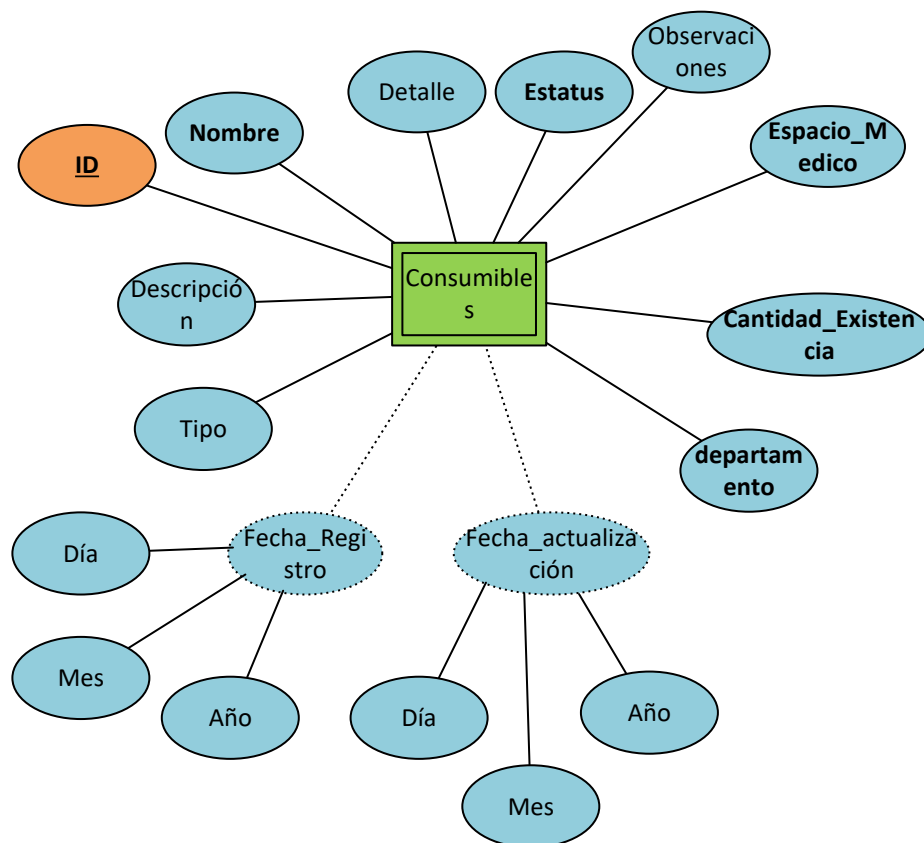 Observaci
ones
Detalle
Estatus
Nombre
Espacio_M
edico
ID
Consumible
s
Descripció
n
Cantidad_Existen
cia
Tipo
departam
ento
Fecha_Regi
stro
Fecha_actualiza
ción
Día
Mes
Año
Día
Año
Mes